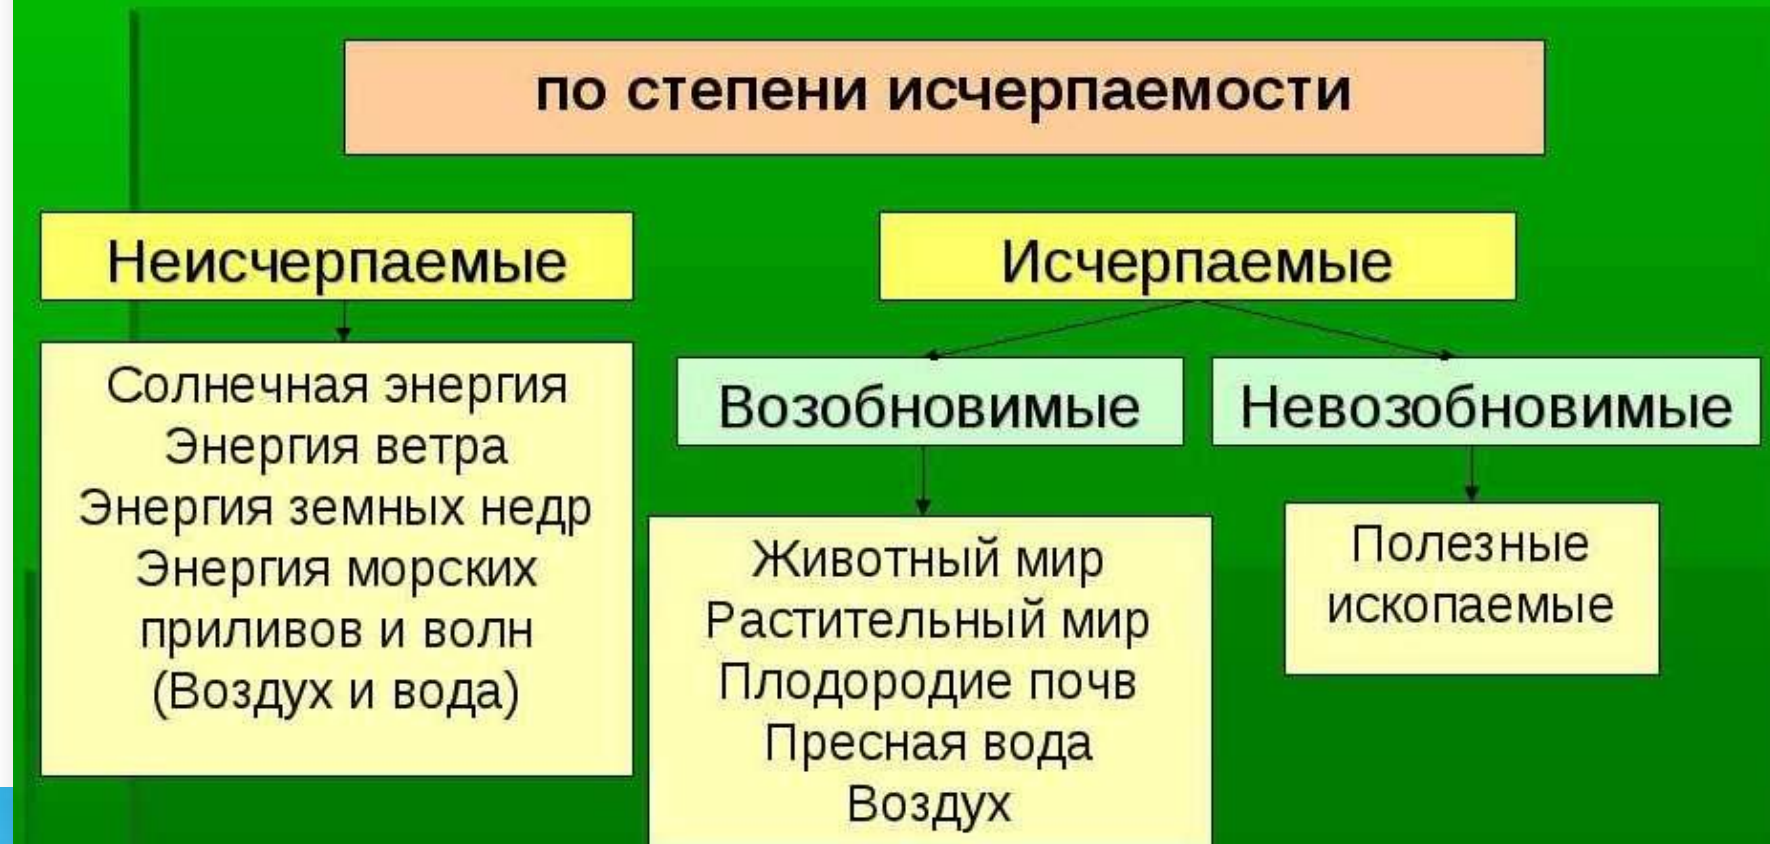 по степени исчерпаемости
Неисчерпаемые
Солнечная энергия
Энергия ветра
Энергия земных недр
Энергия морских
приливов и волн
(Воздух и вода)
Исчерпаемые
Возобновимые
Животный мир
Растительный мир
Плодородие почв
Пресная вода
Воздух
Невозобновимые
Полезные
ископаемые